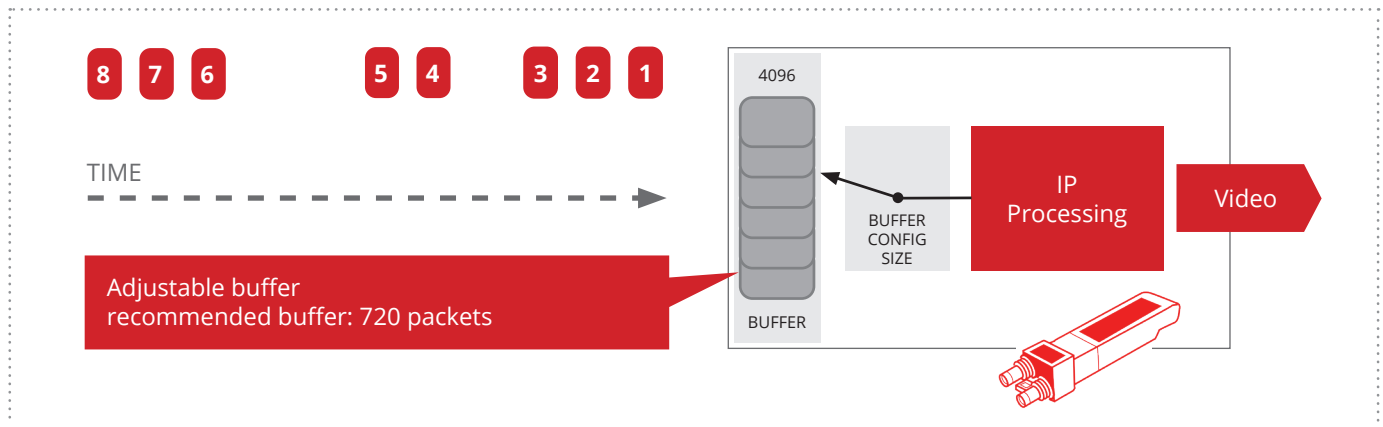 8 7 6 5 4 3 2 1
4096
TIME
IP
Processing
Video
BUFFER
CONFIG
SIZE
Adjustable buffer
recommended buffer: 720 packets
BUFFER